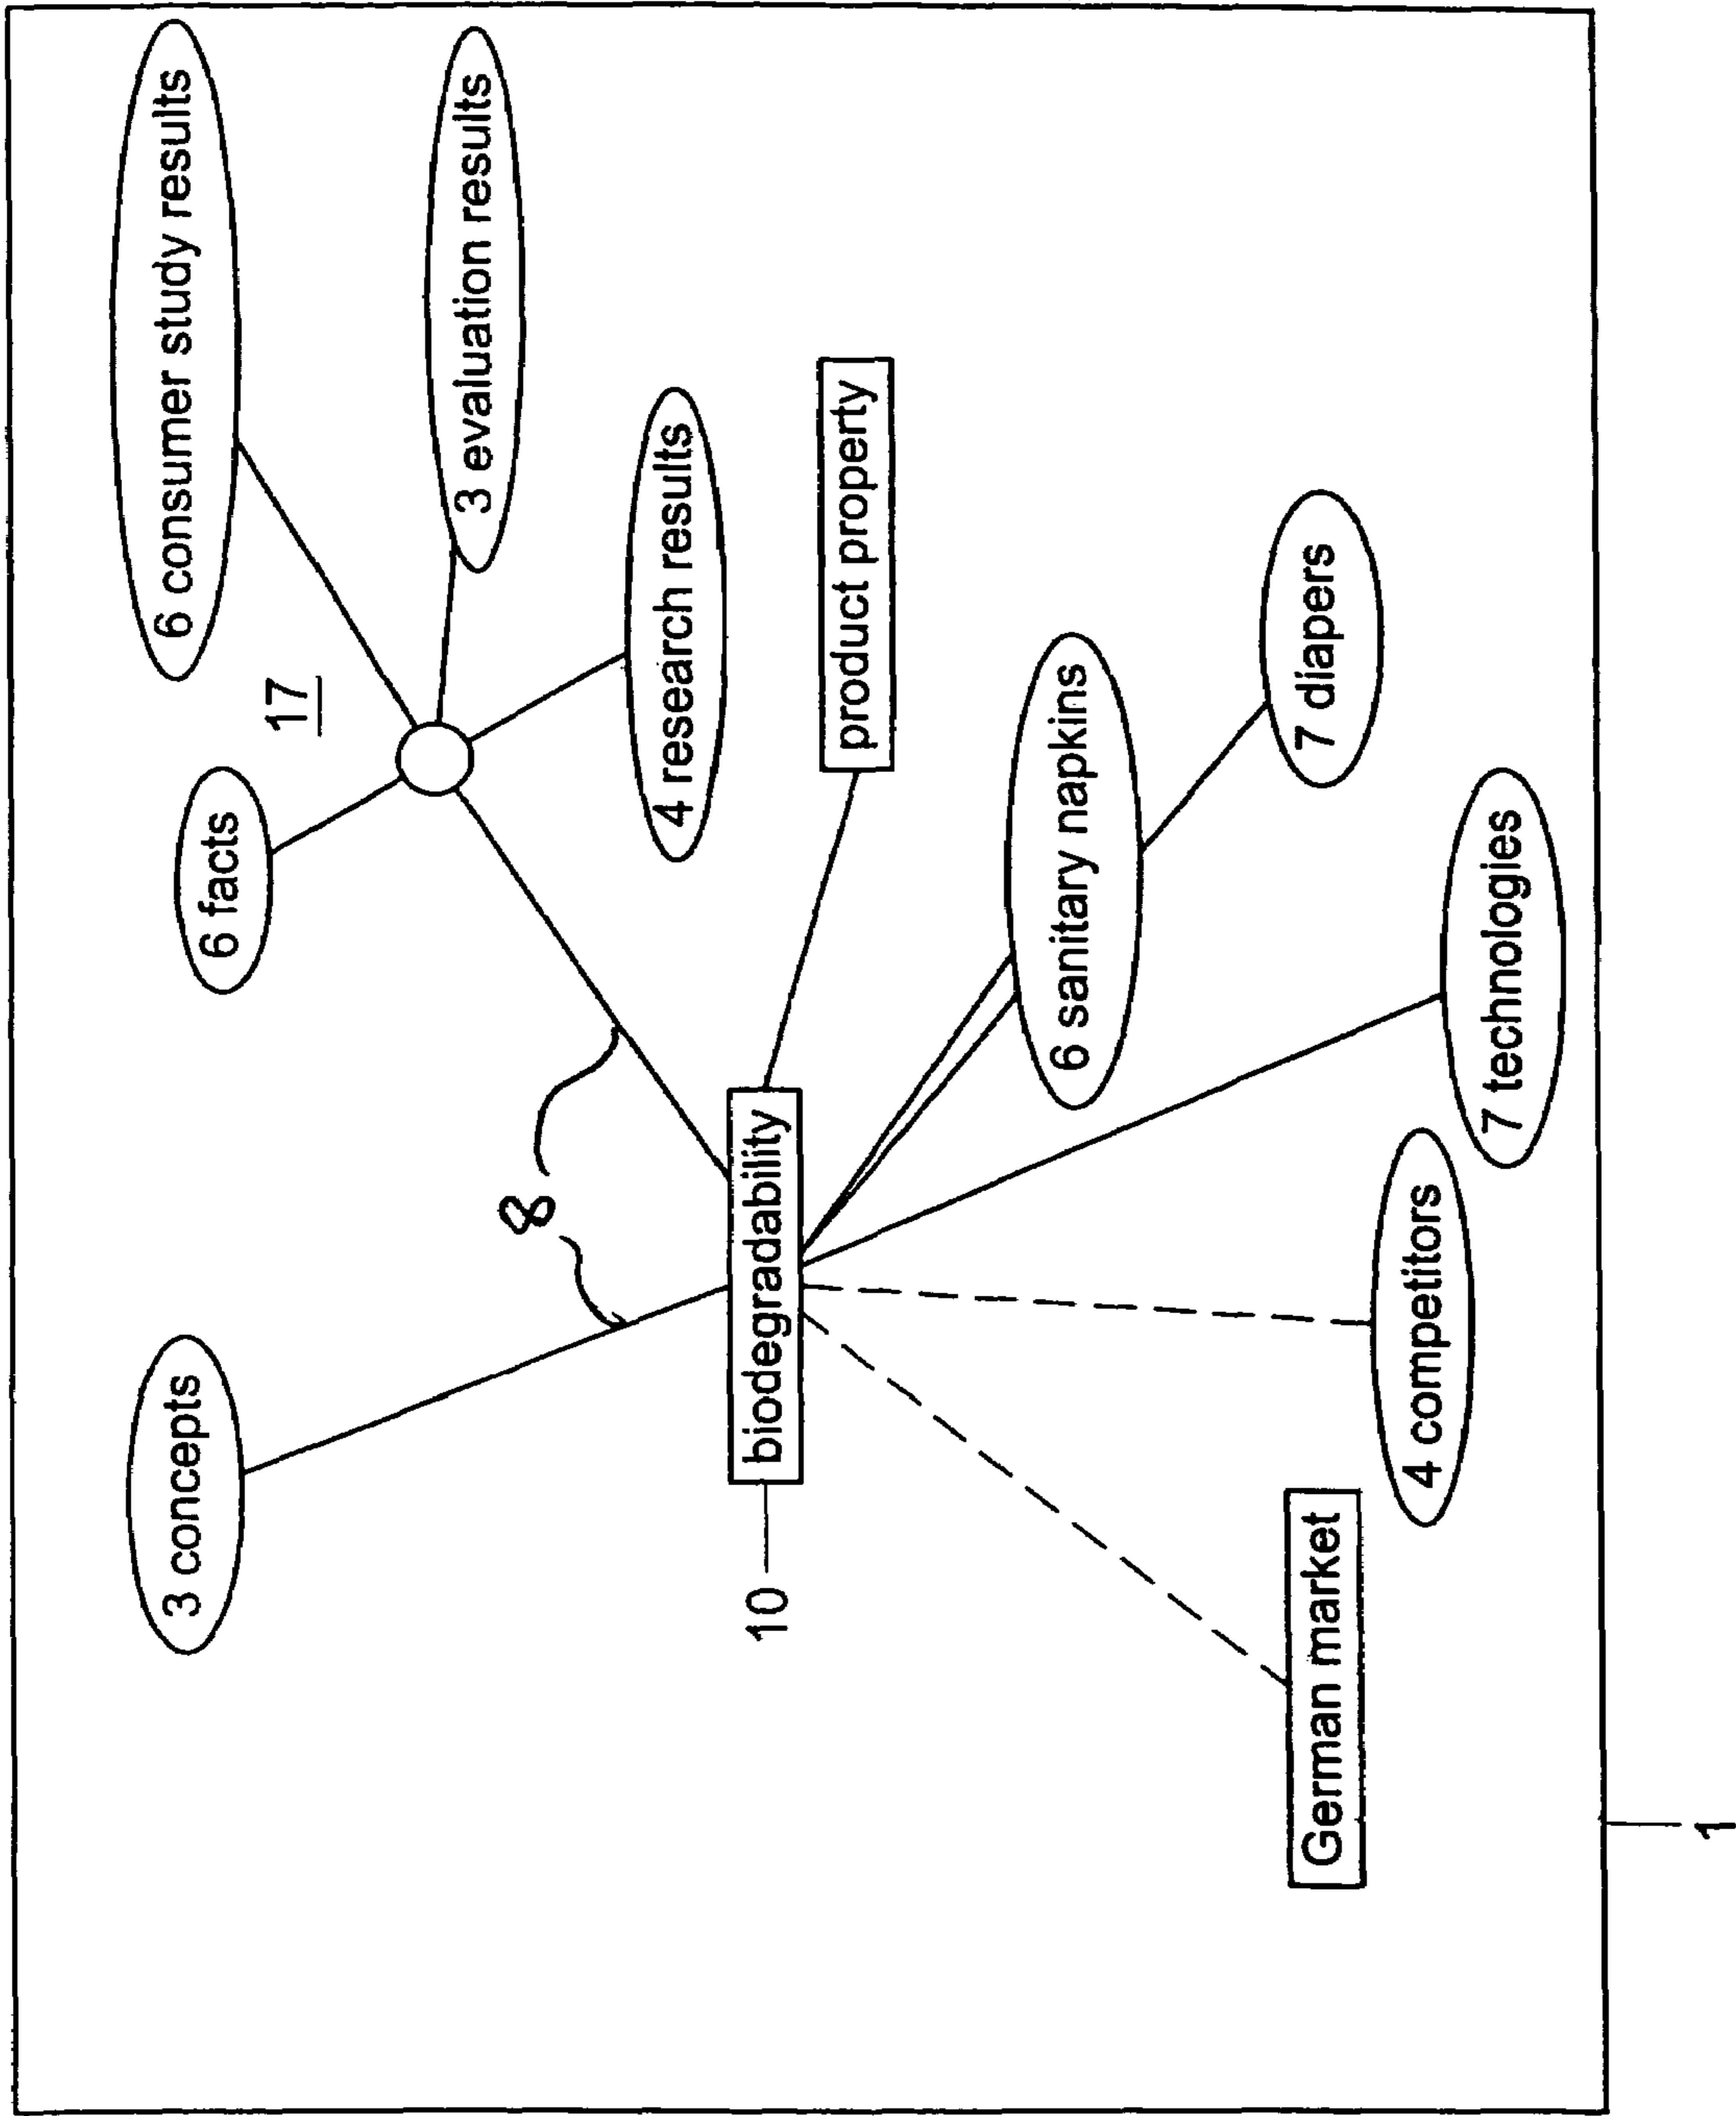 3 concepts
6 consumer study results
6 facts
17
3 evaluation results
8
4 research results
10
biodegradability
product property
6 sanitary napkins
German market
7 diapers
4 competitors
7 technologies
1